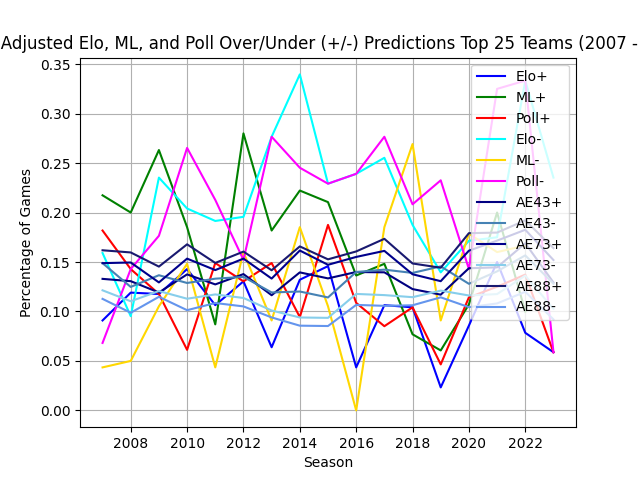 Adjusted Elo, ML, and Poll Over/Under (+/-) Predictions Top 25 Teams (2007 -
0.35
0.30
0.25
0.20
0.15
0.10
0.05
0.00
Percentage of Games
2008 2010 2012 2014 2016 2018 2020 2022
Season
Elo+
ML+
Poll+
Elo-
ML-
Poll-
AE43+
AE43-
AE73+
AE73-
AE88+
AE88-